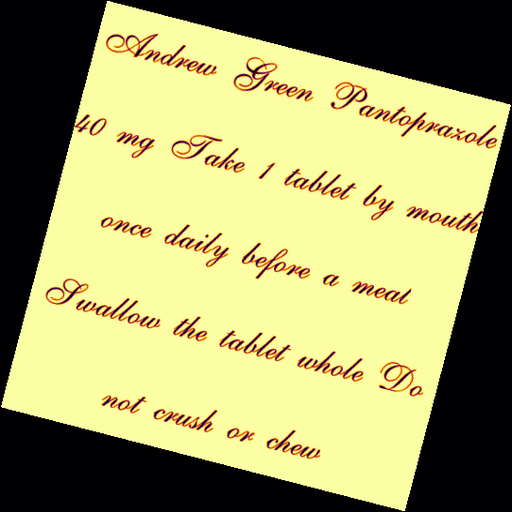 Andrew Green Pantoprazole
40 mg Take 1 tablet by mouth
once daily before a meal
Swallow the tablet whole Do
not crush or chew